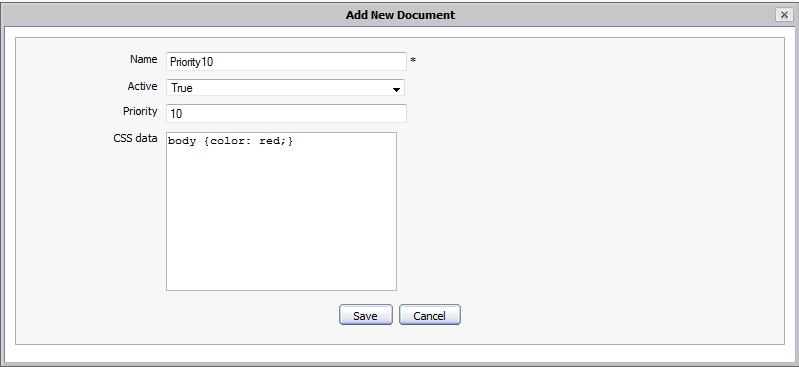 Add New Document
Name Priority10 *
Active True
Priority 10
CSS data body {color: red;}
Save Cancel